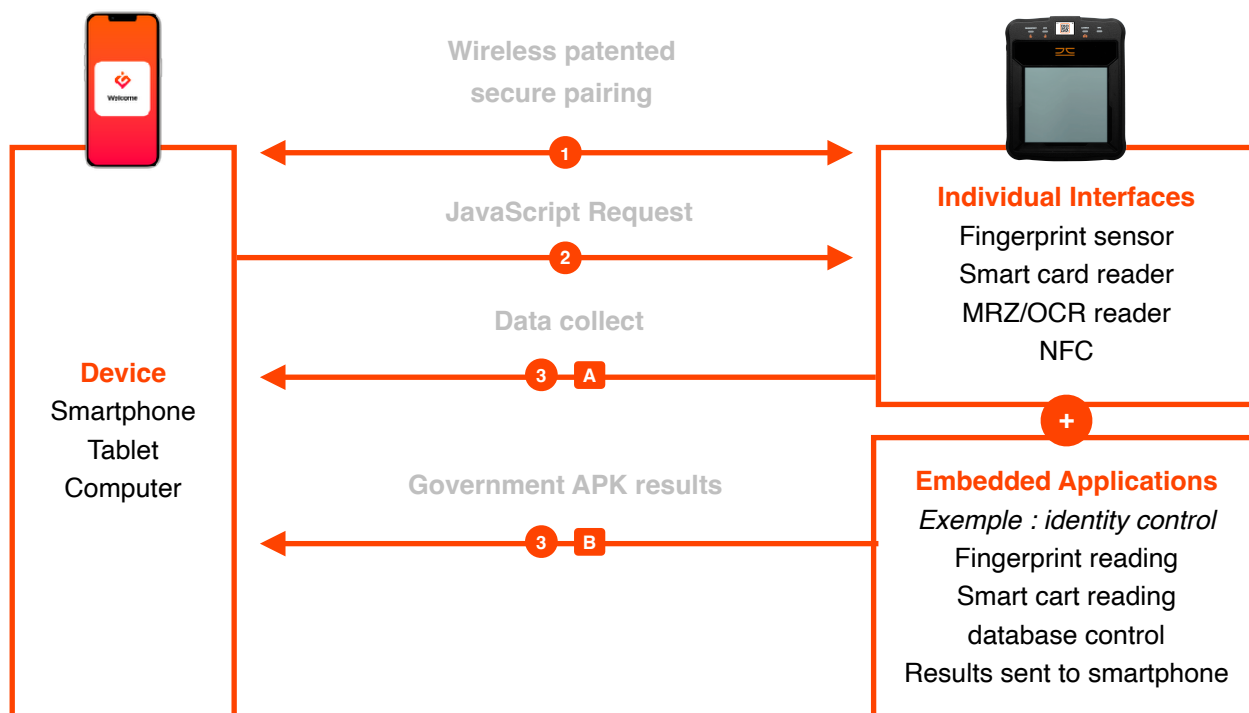 Welcome
Wireless patented
secure pairing
1
JavaScript Request
2
Data collect
3 A
Government APK results
3 B
Device
Smartphone
Tablet
Computer
Individual Interfaces
Fingerprint sensor
Smart card reader
MRZ/OCR reader
NFC
+
Embedded Applications
Exemple : identity control
Fingerprint reading
Smart cart reading
database control
Results sent to smartphone